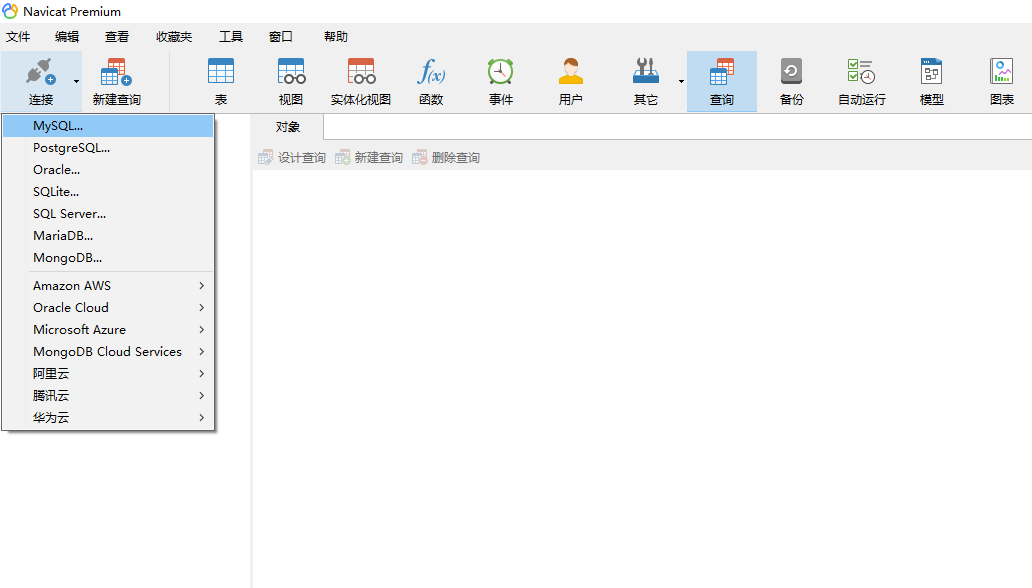 Navicat Premium
文件 编辑 查看 收藏夹 工具 窗口 帮助
连接 新建查询 表 视图 实体化视图 函数 事件 用户 其它 查询 备份 自动运行 模型 图表
f(x)
对象
设计查询 新建查询 删除查询
MySQL...
PostgreSQL...
Oracle...
SQLite...
SQL Server...
MariaDB...
MongoDB...
Amazon AWS
Oracle Cloud
Microsoft Azure
MongoDB Cloud Services
阿里云
腾讯云
华为云